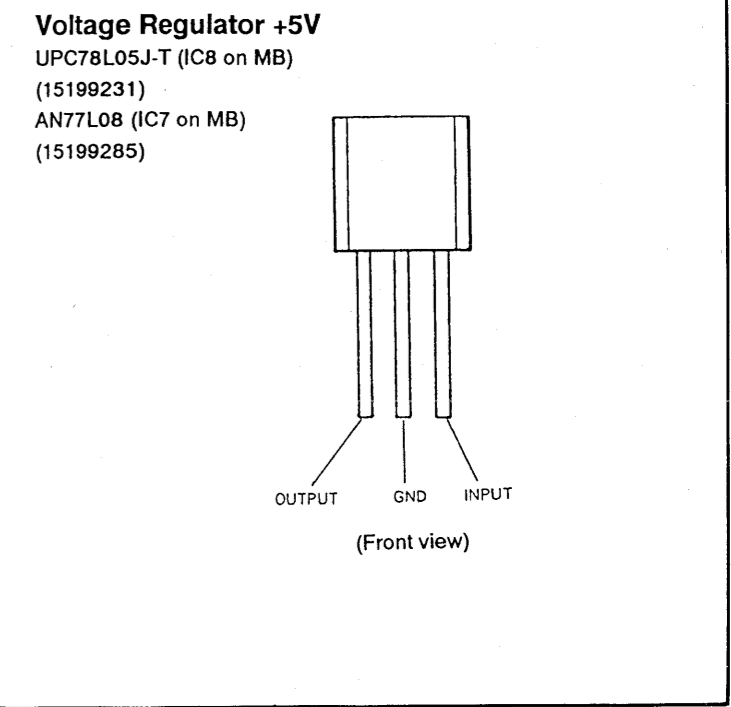 Voltage Regulator +5V
UPC78L05J-T (IC8 on MB)
(15199231)
AN77L08 (IC7 on MB)
(15199285)
OUTPUT GND INPUT
(Front view)